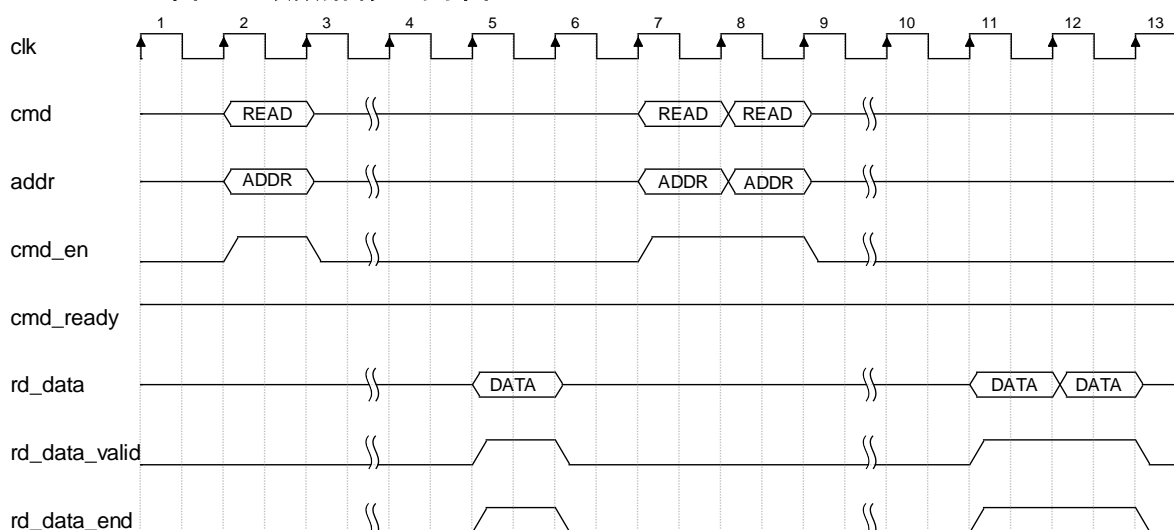 1 2 3 4 5 6 7 8 9 10 11 12 13
clk
cmd READ READ READ
addr ADDR ADDR ADDR
cmd_en
cmd_ready
rd_data DATA DATA DATA
rd_data_valid
rd_data_end